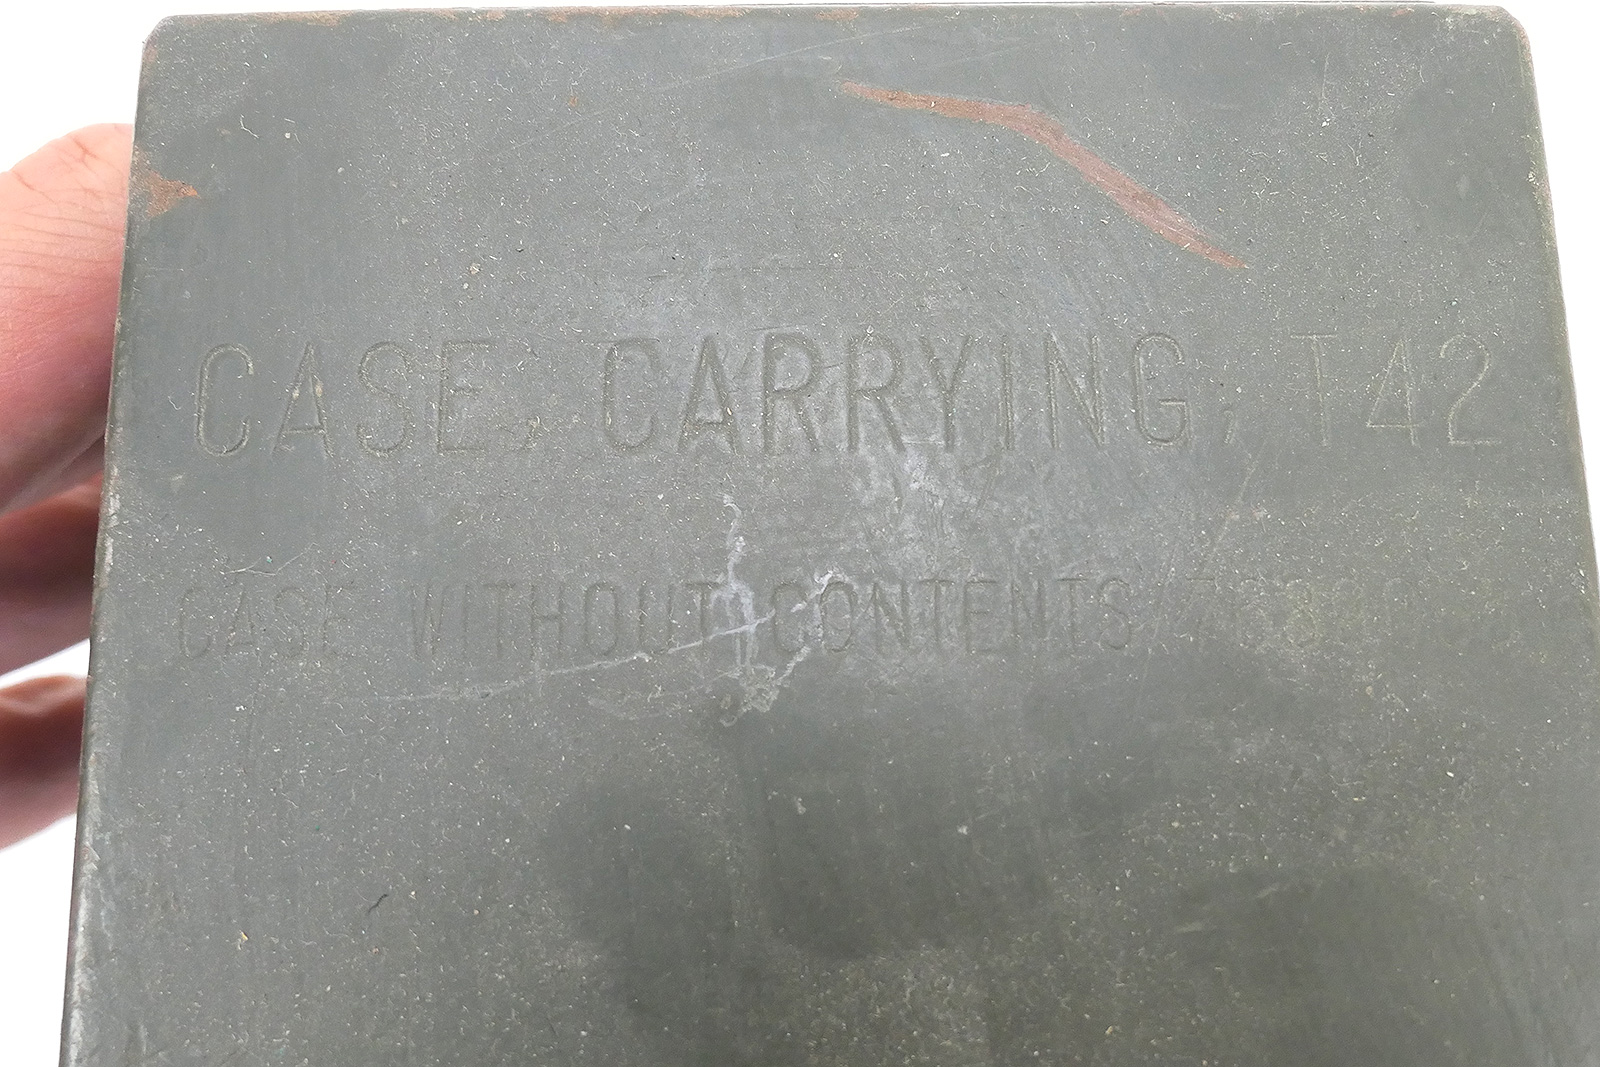 CASE, CARRYING, T42
CASE WITHOUT CONTENTS